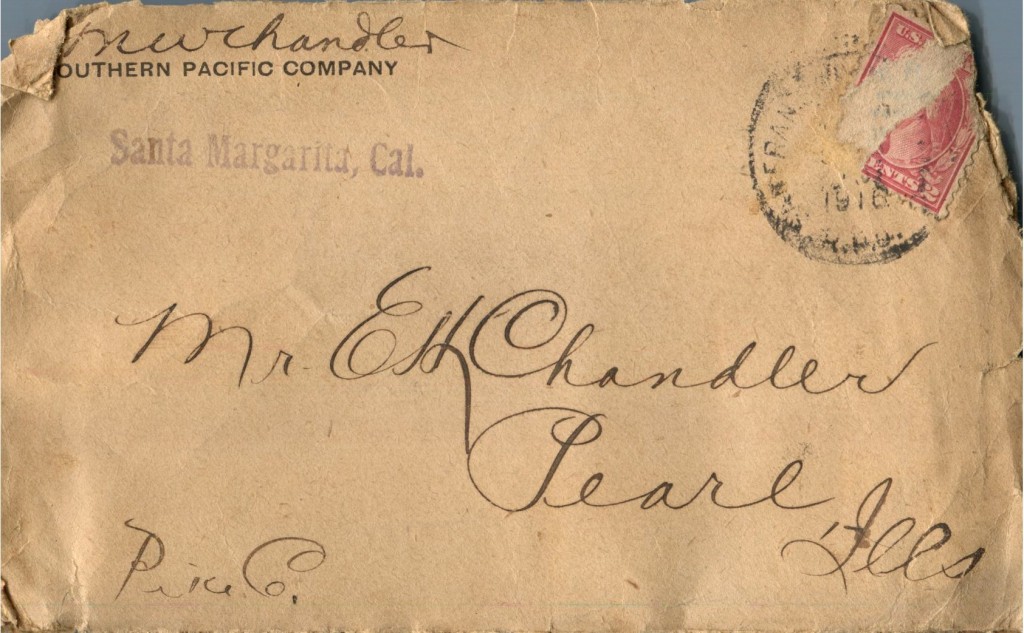 M W Chandler
OUTHERN PACIFIC COMPANY
Santa Margarita, Cal.
U.S.
CENTS 2
FRAN
1916
R.P.O.
Mr. E H Chandler
Pearl
Ills
Pike Co.